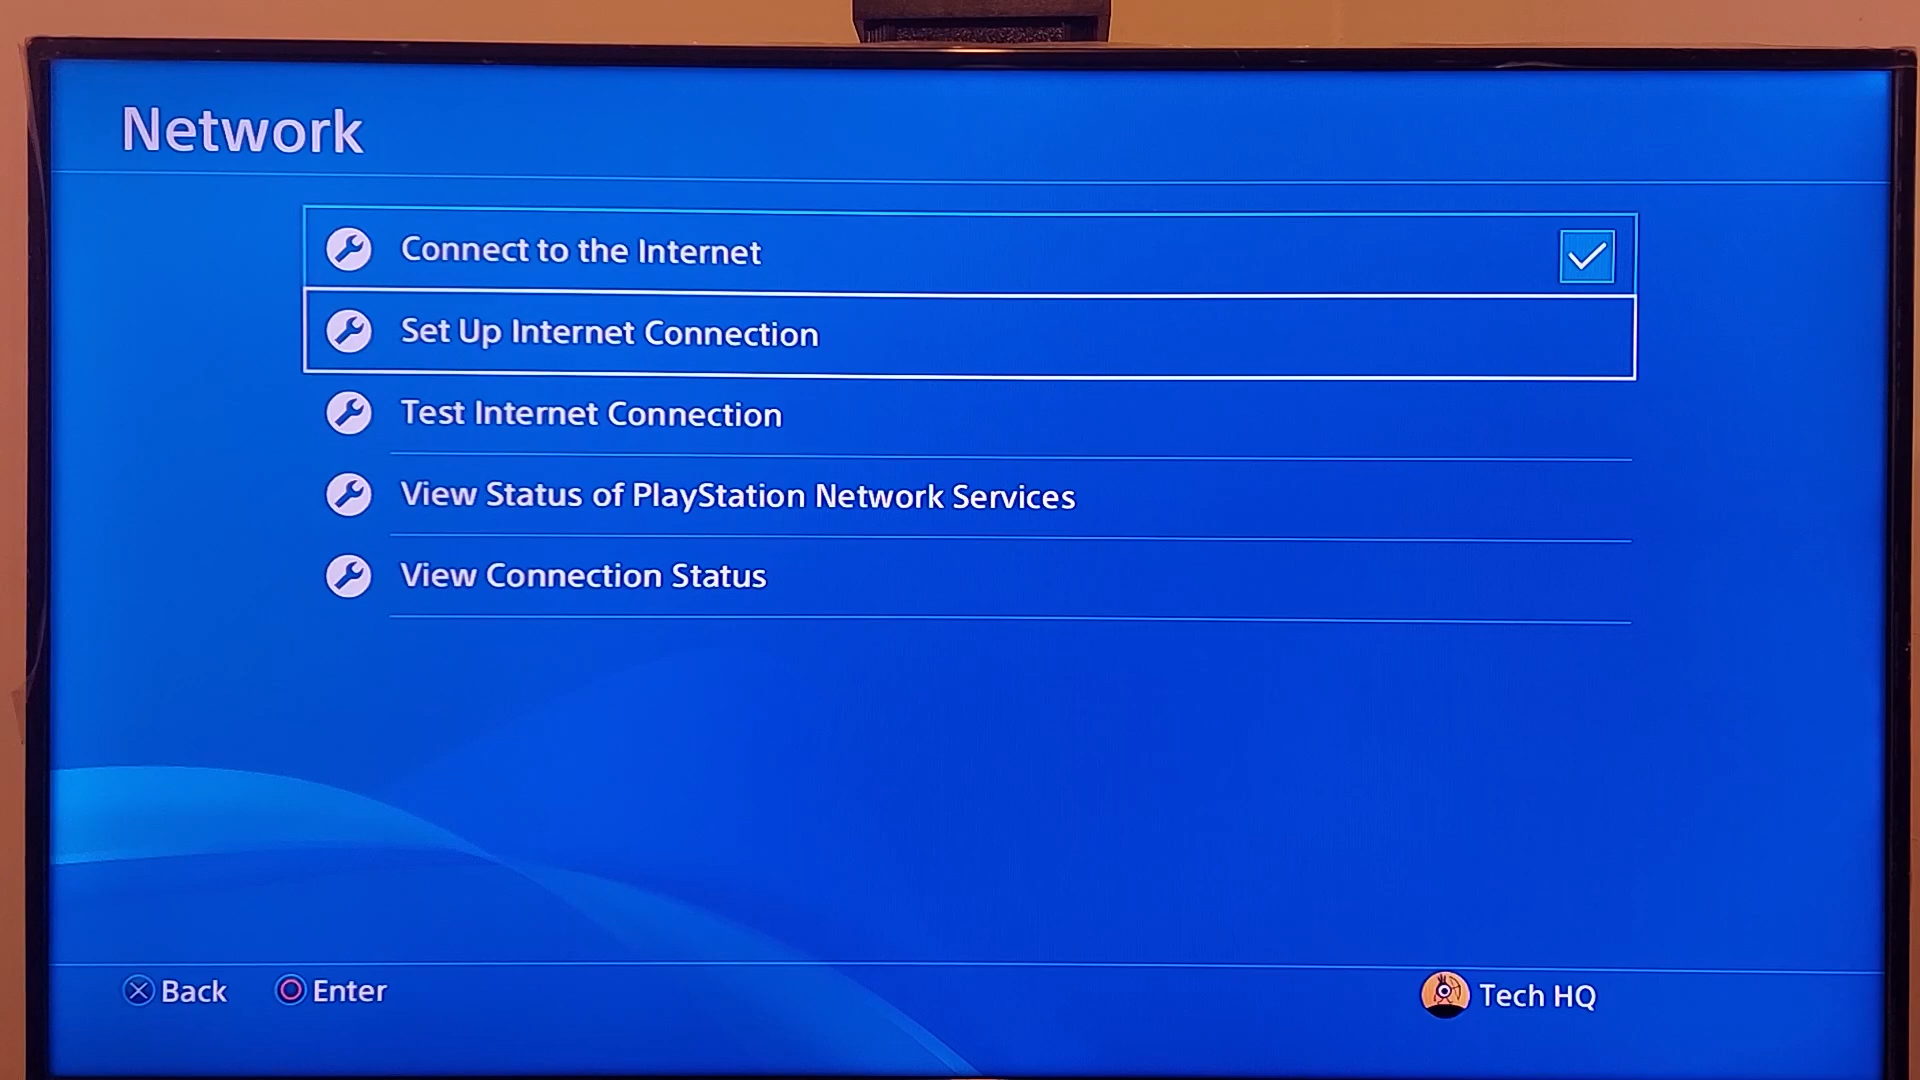 Network
Connect to the Internet
Set Up Internet Connection
Test Internet Connection
View Status of PlayStation Network Services
View Connection Status
Back Enter Tech HQ